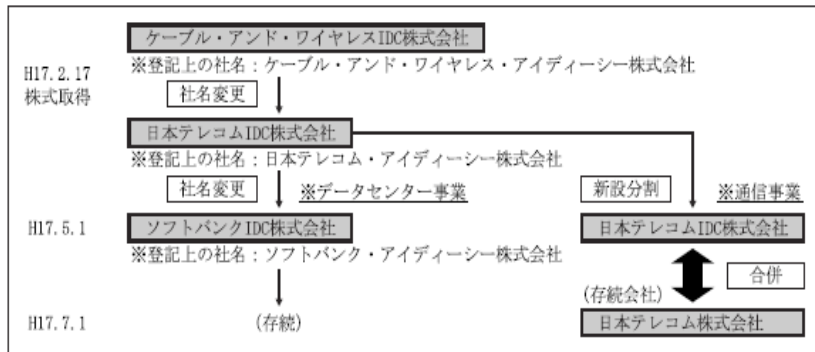 ケーブル・アンド・ワイヤレスIDC株式会社
※登記上の社名：ケーブル・アンド・ワイヤレス・アイディーシー株式会社
H17.2.17
株式取得
社名変更
日本テレコムIDC株式会社
※登記上の社名：日本テレコム・アイディーシー株式会社
社名変更
※データセンター事業
新設分割
※通信事業
H17.5.1
ソフトバンクIDC株式会社
日本テレコムIDC株式会社
※登記上の社名：ソフトバンク・アイディーシー株式会社
合併
(存続会社)
H17.7.1
(存続)
日本テレコム株式会社